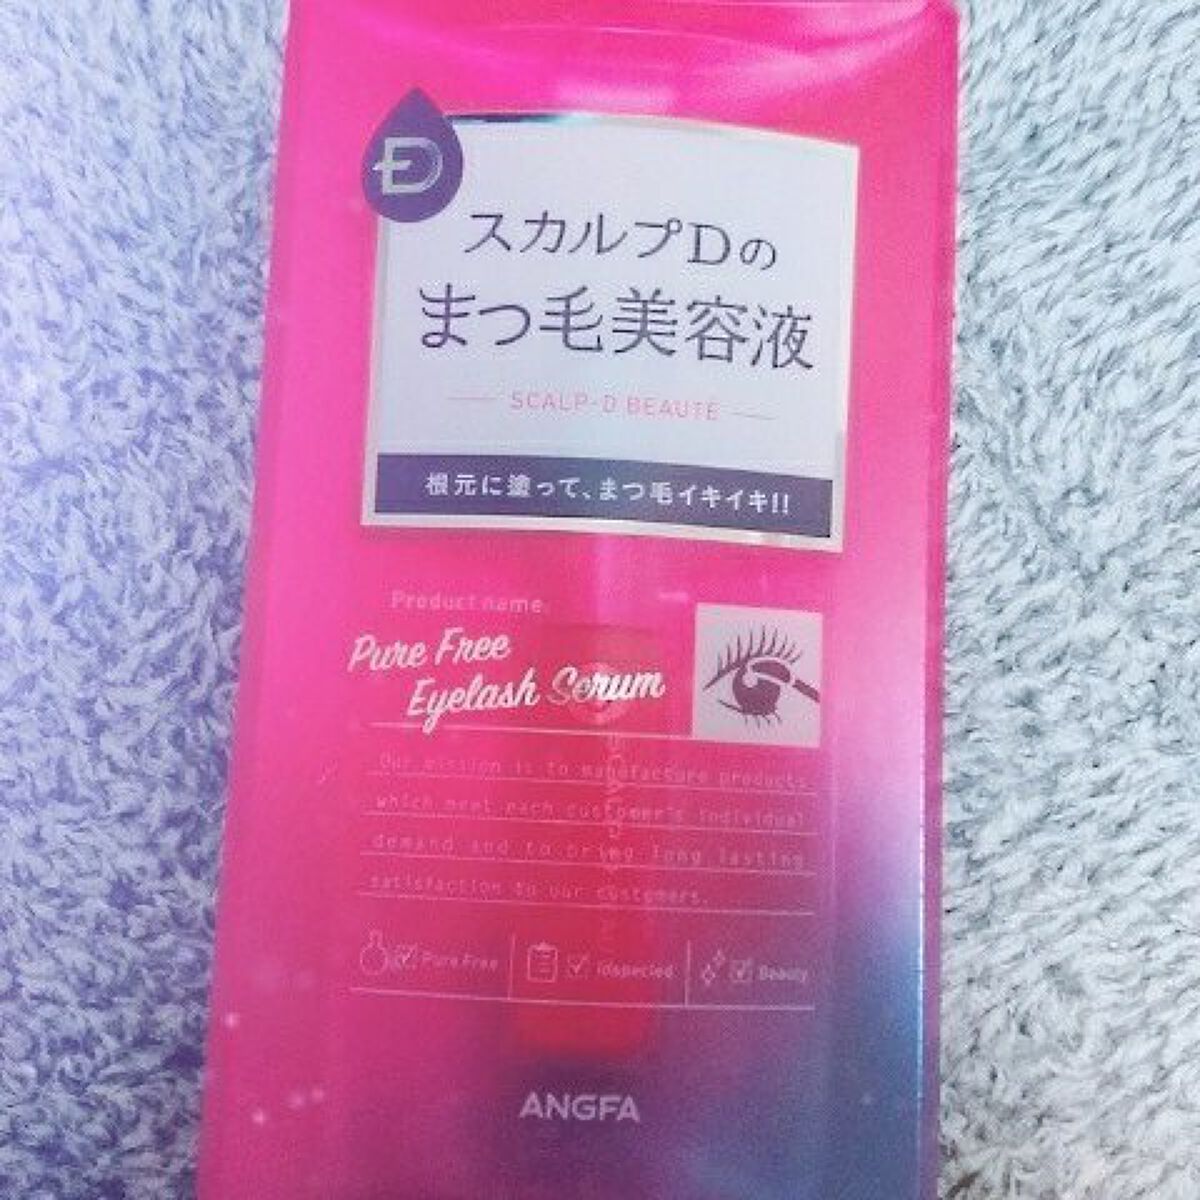 スカルプDの
まつ毛美容液
SCALP-D BEAUTÉ
根元に塗って、まつ毛イキイキ!!
Product name
Pure Free
Eyelash Serum
Our mission is to manufacture products
which meet each customer's individual
demand and to bring long lasting
satisfaction to our customers.
Pure Free
Beauty
ANGFA